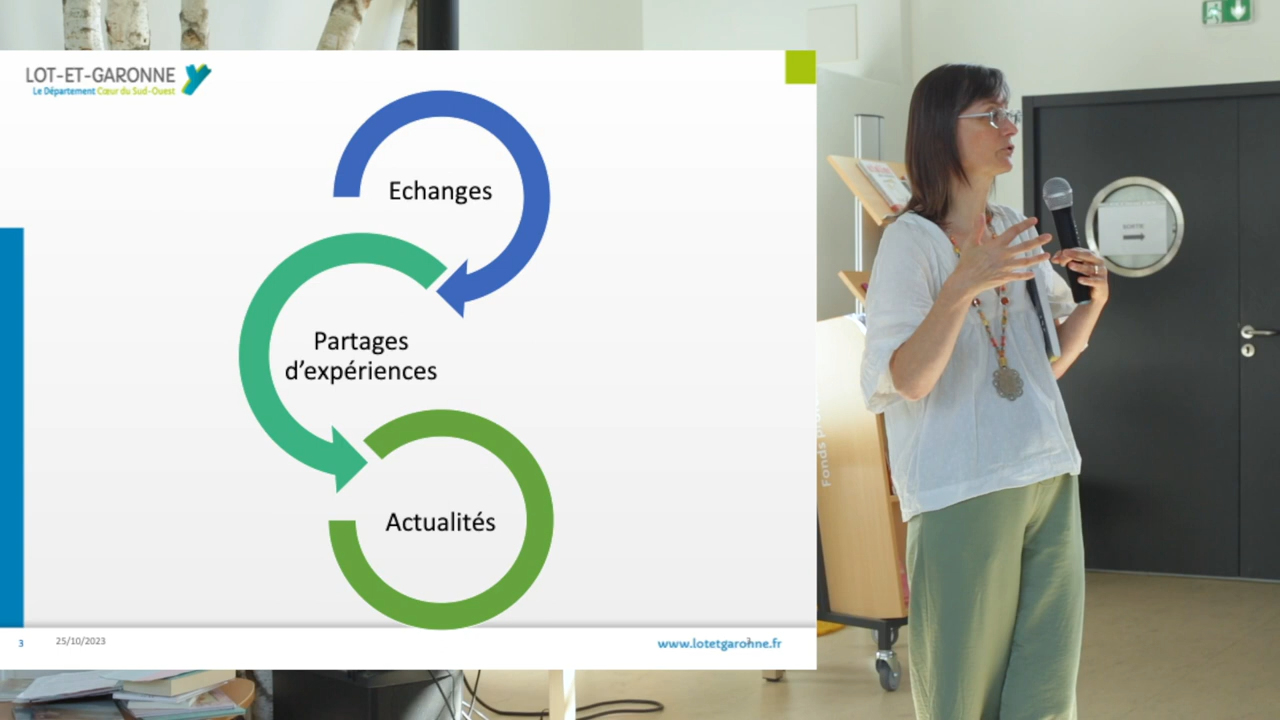 LOT-ET-GARONNE
Le Département Cœur du Sud-Ouest
Echanges
Partages
d'expériences
Actualités
3
25/10/2023
www.lotetgaronne.fr
SORTIE